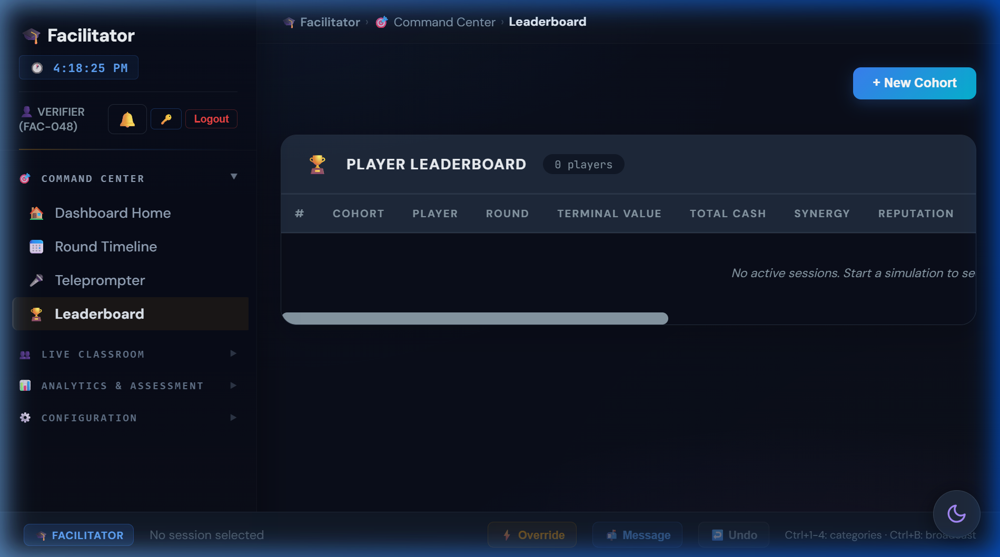 Facilitator
4:18:25 PM
VERIFIER
(FAC-048)
Logout
COMMAND CENTER
Dashboard Home
Round Timeline
Teleprompter
Leaderboard
LIVE CLASSROOM
ANALYTICS & ASSESSMENT
CONFIGURATION
Facilitator › Command Center › Leaderboard
+ New Cohort
PLAYER LEADERBOARD
0 players
# COHORT PLAYER ROUND TERMINAL VALUE TOTAL CASH SYNERGY REPUTATION
No active sessions. Start a simulation to se
FACILITATOR
No session selected
Override
Message
Undo
Ctrl+1-4: categories · Ctrl+B: broadcast